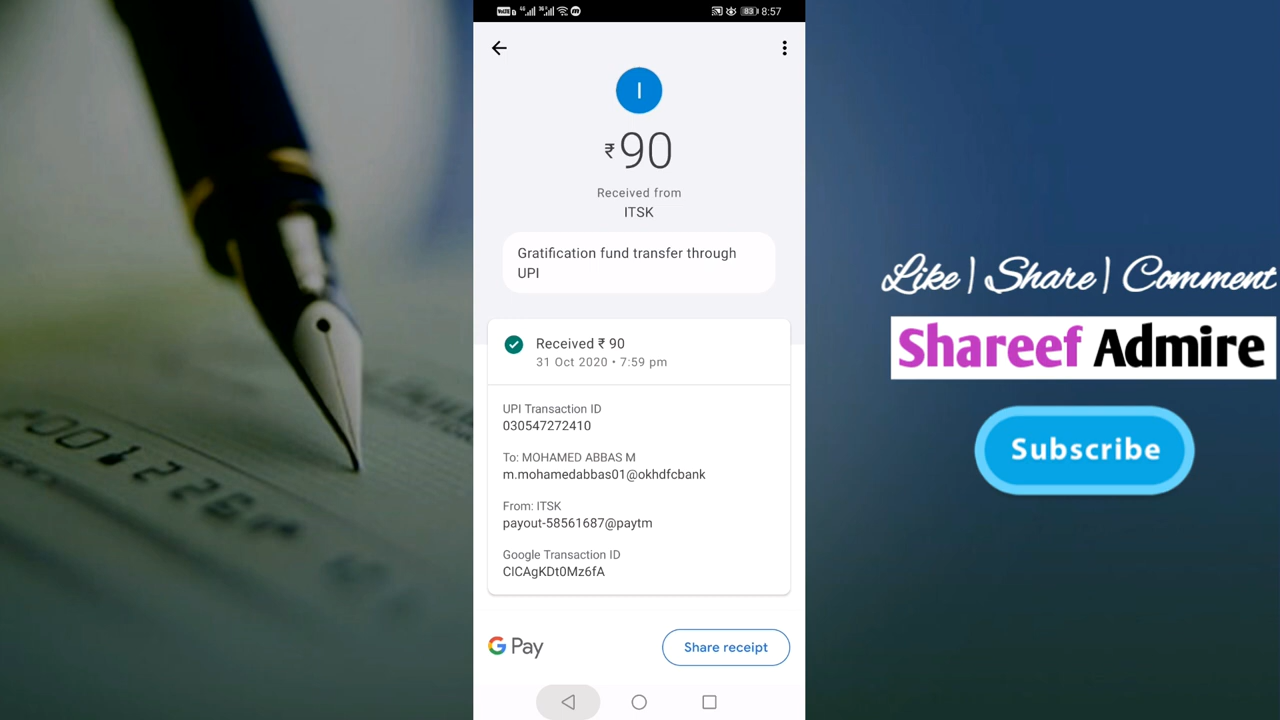 8:57
83
I
₹90
Received from
ITSK
Gratification fund transfer through
UPI
Received ₹ 90
31 Oct 2020 • 7:59 pm
UPI Transaction ID
030547272410
To: MOHAMED ABBAS M
m.mohamedabbas01@okhdfcbank
From: ITSK
payout-58561687@paytm
Google Transaction ID
CICAgKDt0Mz6fA
G Pay
Share receipt
Like | Share | Comment
Shareef Admire
Subscribe